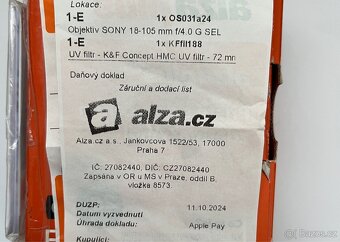 Lokace:
1-E 1x OS031a24
Objektiv SONY 18-105 mm f/4.0 G SEL
1-E 1x KFfil188
UV filtr - K&F Concept HMC UV filtr - 72 mm
Daňový doklad
Záruční a dodací list
alza.cz
Alza.cz a.s., Jankovcova 1522/53, 17000
Praha 7
IČ: 27082440, DIČ: CZ27082440
Zapsána v OR u MS v Praze, oddíl B,
vložka 8573.
DUZP: 11.10.2024
Datum vyzvednutí
Úhrada dokladu: Apple Pay
Kupující: